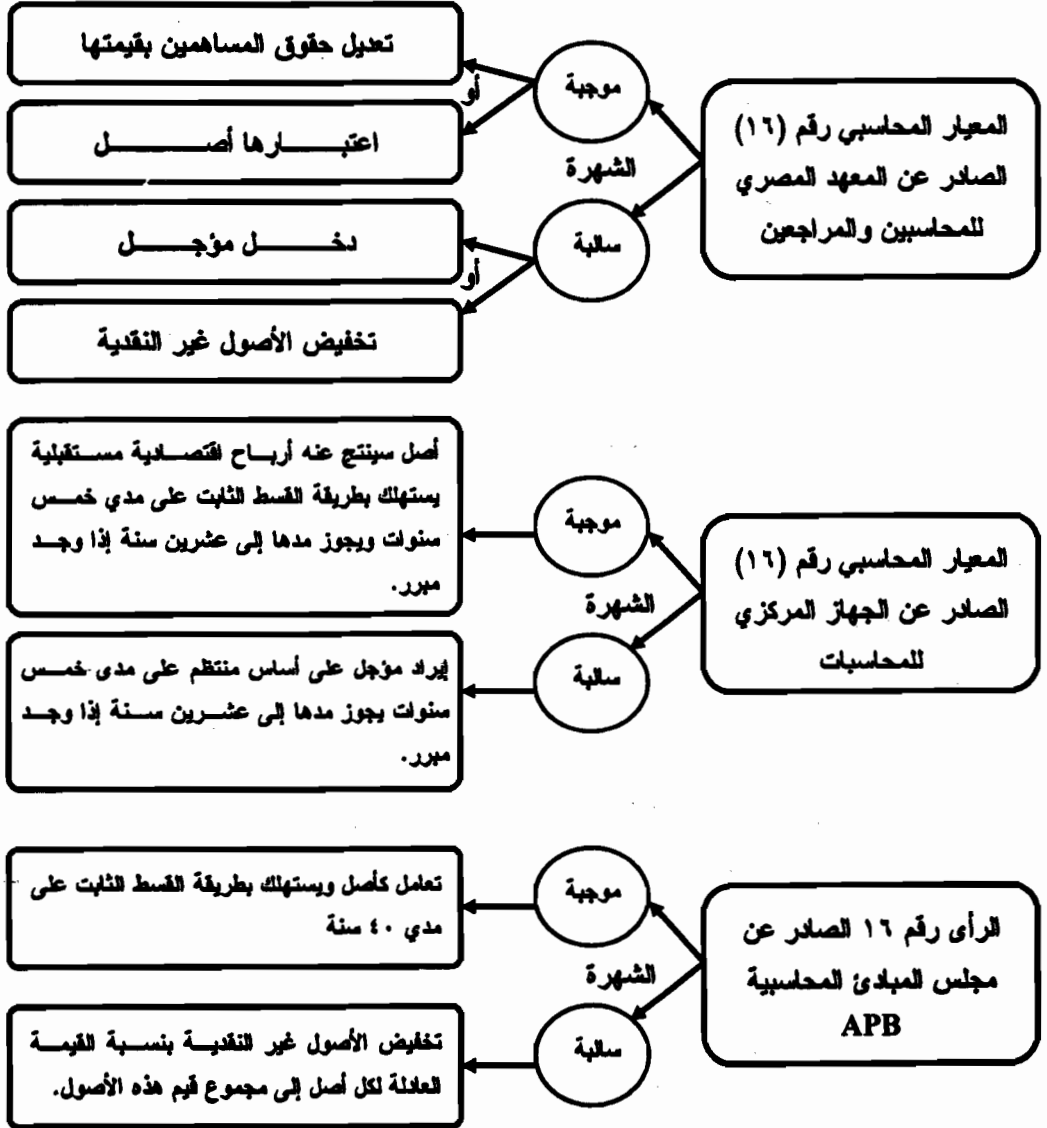 المعيار المحاسبي رقم (١٦)
الصادر عن المعهد المصري
للمحاسبين والمراجعين
الشهرة
موجبة
تعديل حقوق المساهمين بقيمتها
أو
اعتبارها أصل
سالبة
دخل مؤجل
أو
تخفيض الأصول غير النقدية
المعيار المحاسبي رقم (١٦)
الصادر عن الجهاز المركزي
للمحاسبات
الشهرة
موجبة
أصل سينتج عنه أرباح اقتصادية مستقبلية
يستهلك بطريقة القسط الثابت على مدي خمس
سنوات ويجوز مدها إلى عشرين سنة إذا وجد
مبرر.
سالبة
إيراد مؤجل على أساس منتظم على مدى خمس
سنوات يجوز مدها إلى عشرين سنة إذا وجد
مبرر.
الرأى رقم ١٦ الصادر عن
مجلس المبادئ المحاسبية
APB
الشهرة
موجبة
تعامل كأصل ويستهلك بطريقة القسط الثابت على
مدي ٤٠ سنة
سالبة
تخفيض الأصول غير النقدية بنسبة القيمة
العادلة لكل أصل إلى مجموع قيم هذه الأصول.